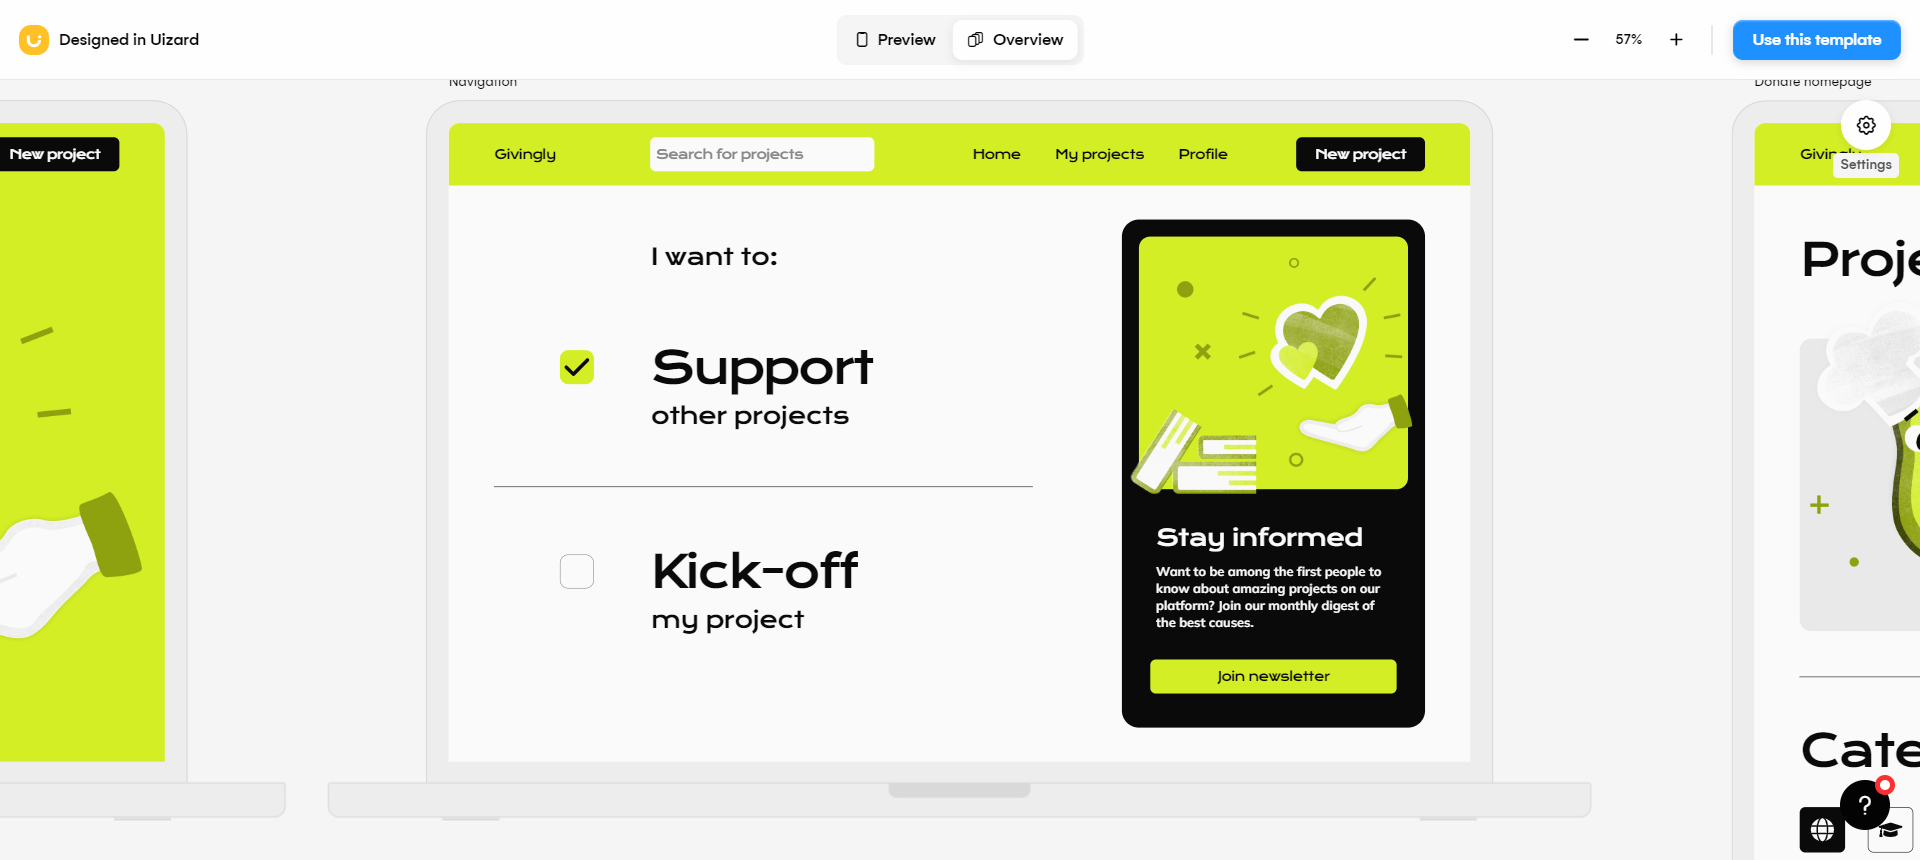 Designed in Uizard
Preview
Overview
57%
Use this template
Navigation
Donate homepage
New project
Givingly
Search for projects
Home
My projects
Profile
New project
I want to:
Support
other projects
Kick-off
my project
Stay informed
Want to be among the first people to
know about amazing projects on our
platform? Join our monthly digest of
the best causes.
Join newsletter
Givingly
Settings
Proje
Cate
?